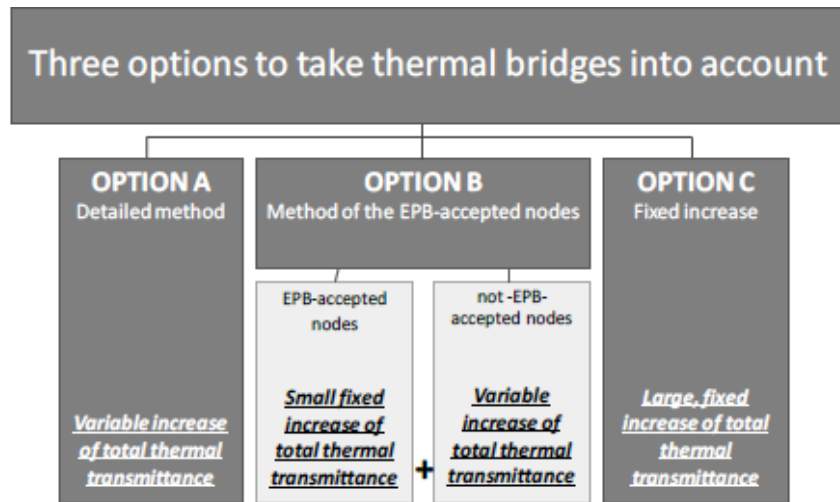 Three options to take thermal bridges into account
OPTION A
Detailed method
OPTION B
Method of the EPB-accepted nodes
OPTION C
Fixed increase
EPB-accepted
nodes
not -EPB-
accepted nodes
Variable increase
of total thermal
transmittance
Small fixed
increase of
total thermal
transmittance
+
Variable
increase of
total thermal
transmittance
Large, fixed
increase of total
thermal
transmittance